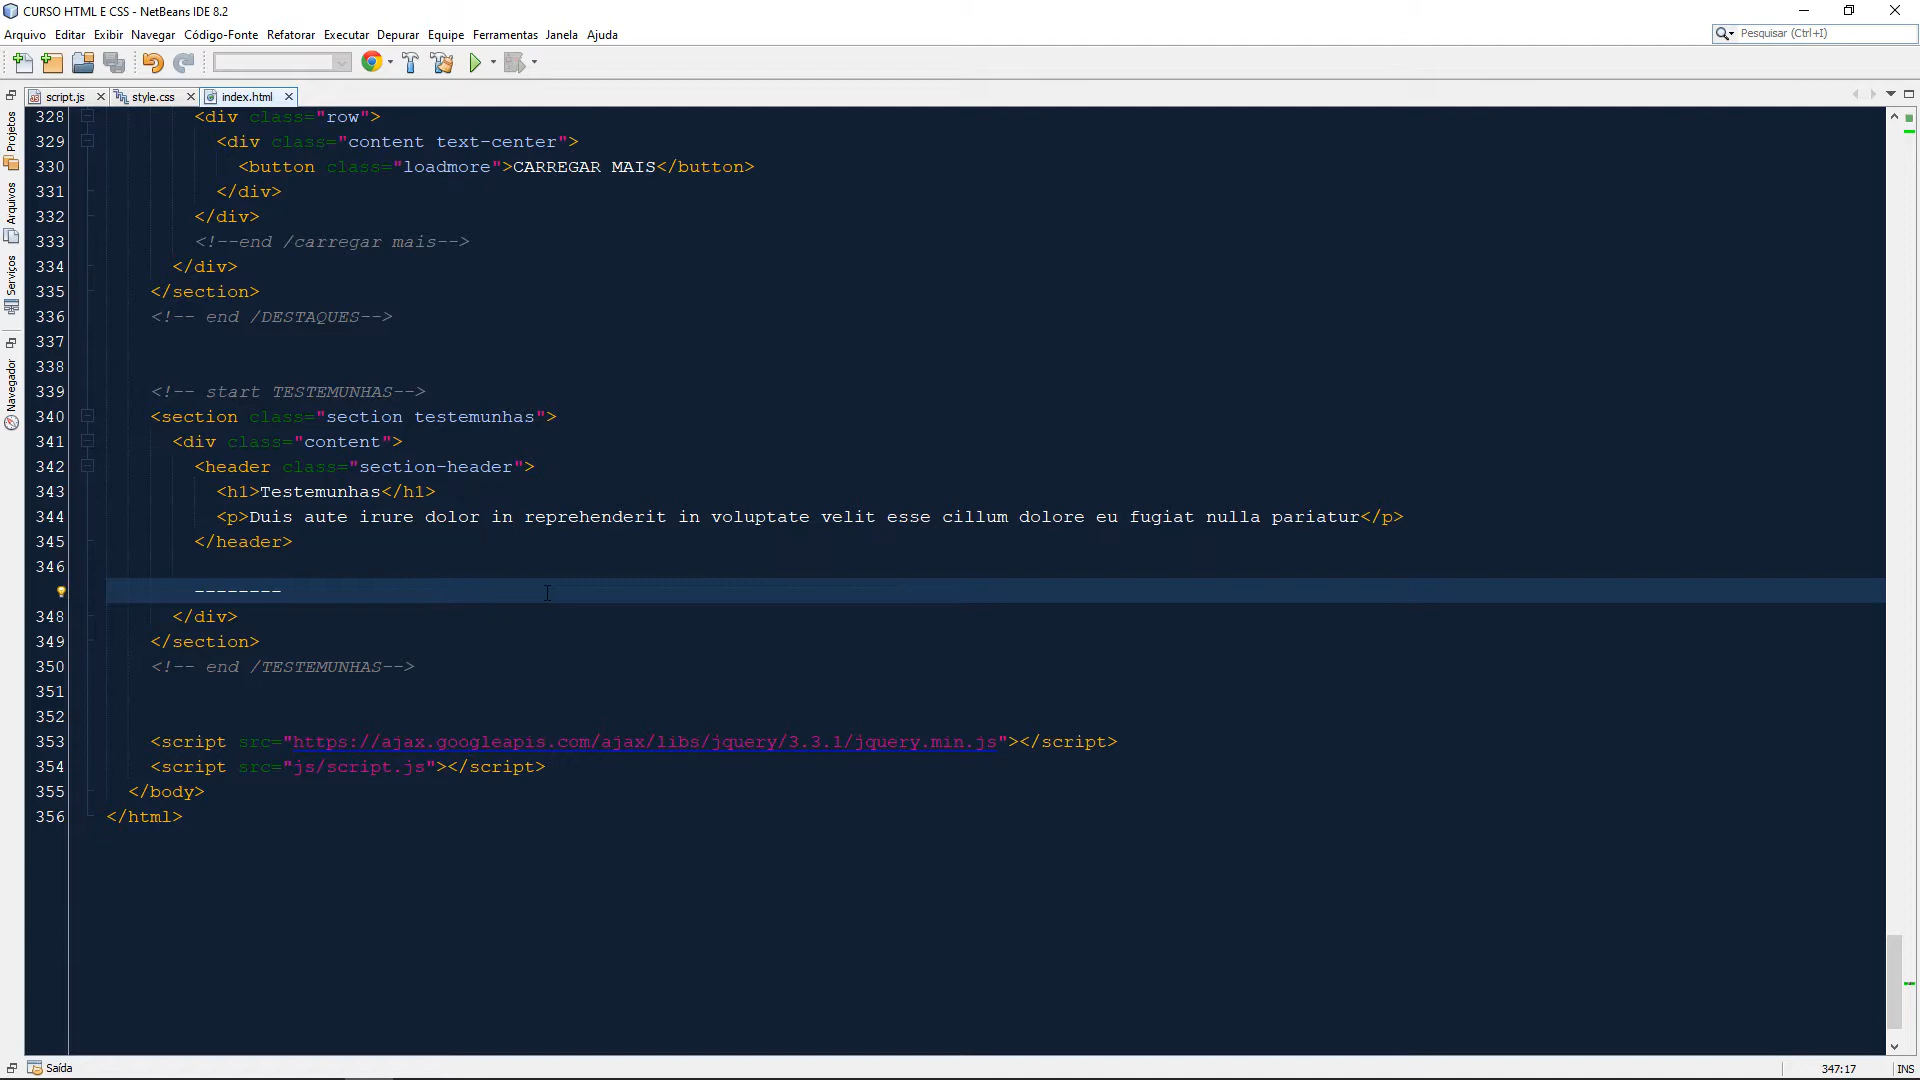 CURSO HTML E CSS - NetBeans IDE 8.2
Arquivo Editar Exibir Navegar Código-Fonte Refatorar Executar Depurar Equipe Ferramentas Janela Ajuda
Pesquisar (Ctrl+I)
script.js style.css index.html
Projetos
Arquivos
Serviços
Navegador
328 <div class="row">
329 <div class="content text-center">
330 <button class="loadmore">CARREGAR MAIS</button>
331 </div>
332 </div>
333 <!--end /carregar mais-->
334 </div>
335 </section>
336 <!-- end /DESTAQUES-->
337
338
339 <!-- start TESTEMUNHAS-->
340 <section class="section testemunhas">
341 <div class="content">
342 <header class="section-header">
343 <h1>Testemunhas</h1>
344 <p>Duis aute irure dolor in reprehenderit in voluptate velit esse cillum dolore eu fugiat nulla pariatur</p>
345 </header>
346
--------
348 </div>
349 </section>
350 <!-- end /TESTEMUNHAS-->
351
352
353 <script src="https://ajax.googleapis.com/ajax/libs/jquery/3.3.1/jquery.min.js"></script>
354 <script src="js/script.js"></script>
355 </body>
356 </html>
Saída
347:17 INS